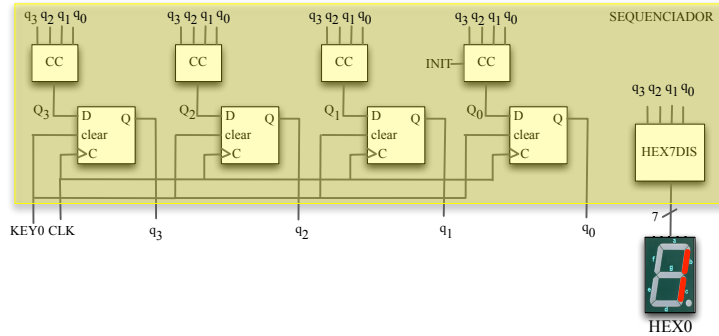 SEQUENCIADOR
q3 q2 q1 q0
q3 q2 q1 q0
q3 q2 q1 q0
q3 q2 q1 q0
CC
CC
CC
INIT
CC
q3 q2 q1 q0
Q3
D
Q
clear
C
Q2
D
Q
clear
C
Q1
D
Q
clear
C
Q0
D
Q
clear
C
HEX7DIS
KEY0 CLK
q3
q2
q1
q0
7
a
f
b
g
e
c
d
HEX0